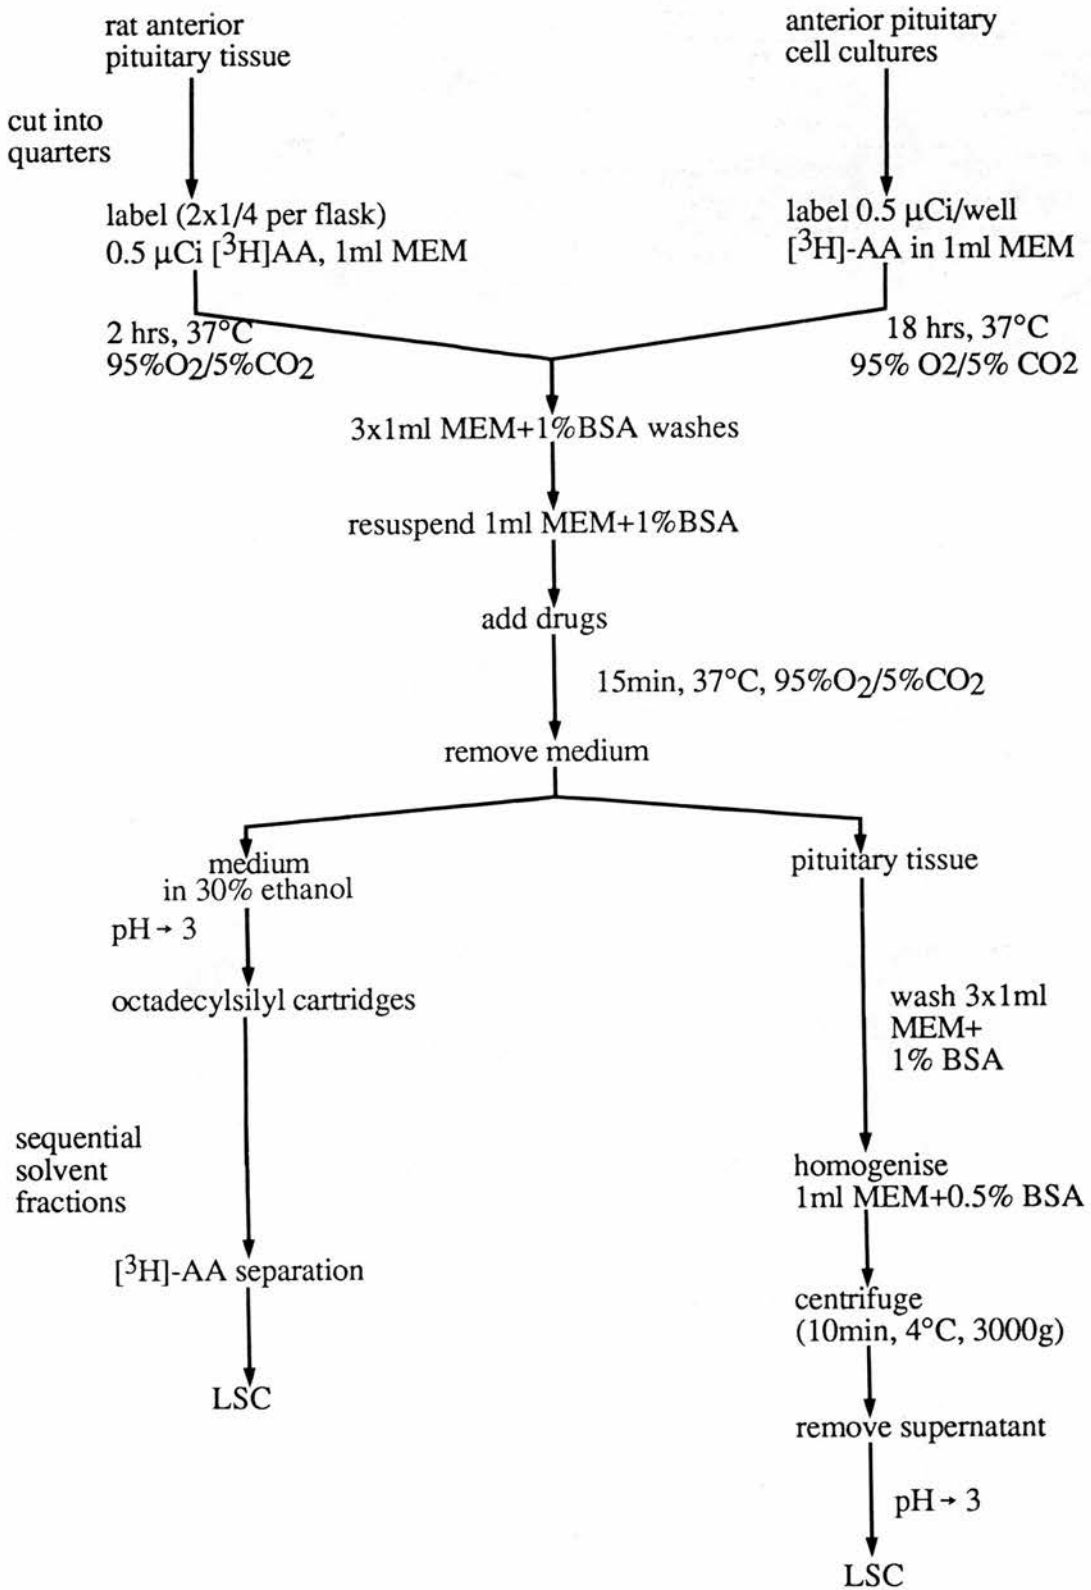 rat anterior
pituitary tissue
anterior pituitary
cell cultures
cut into
quarters
label (2x1/4 per flask)
0.5 µCi [³H]AA, 1ml MEM
label 0.5 µCi/well
[³H]-AA in 1ml MEM
2 hrs, 37°C
95%O₂/5%CO₂
18 hrs, 37°C
95% O2/5% CO2
3x1ml MEM+1%BSA washes
resuspend 1ml MEM+1%BSA
add drugs
15min, 37°C, 95%O₂/5%CO₂
remove medium
medium
in 30% ethanol
pH → 3
octadecylsilyl cartridges
sequential
solvent
fractions
[³H]-AA separation
LSC
pituitary tissue
wash 3x1ml
MEM+
1% BSA
homogenise
1ml MEM+0.5% BSA
centrifuge
(10min, 4°C, 3000g)
remove supernatant
pH → 3
LSC